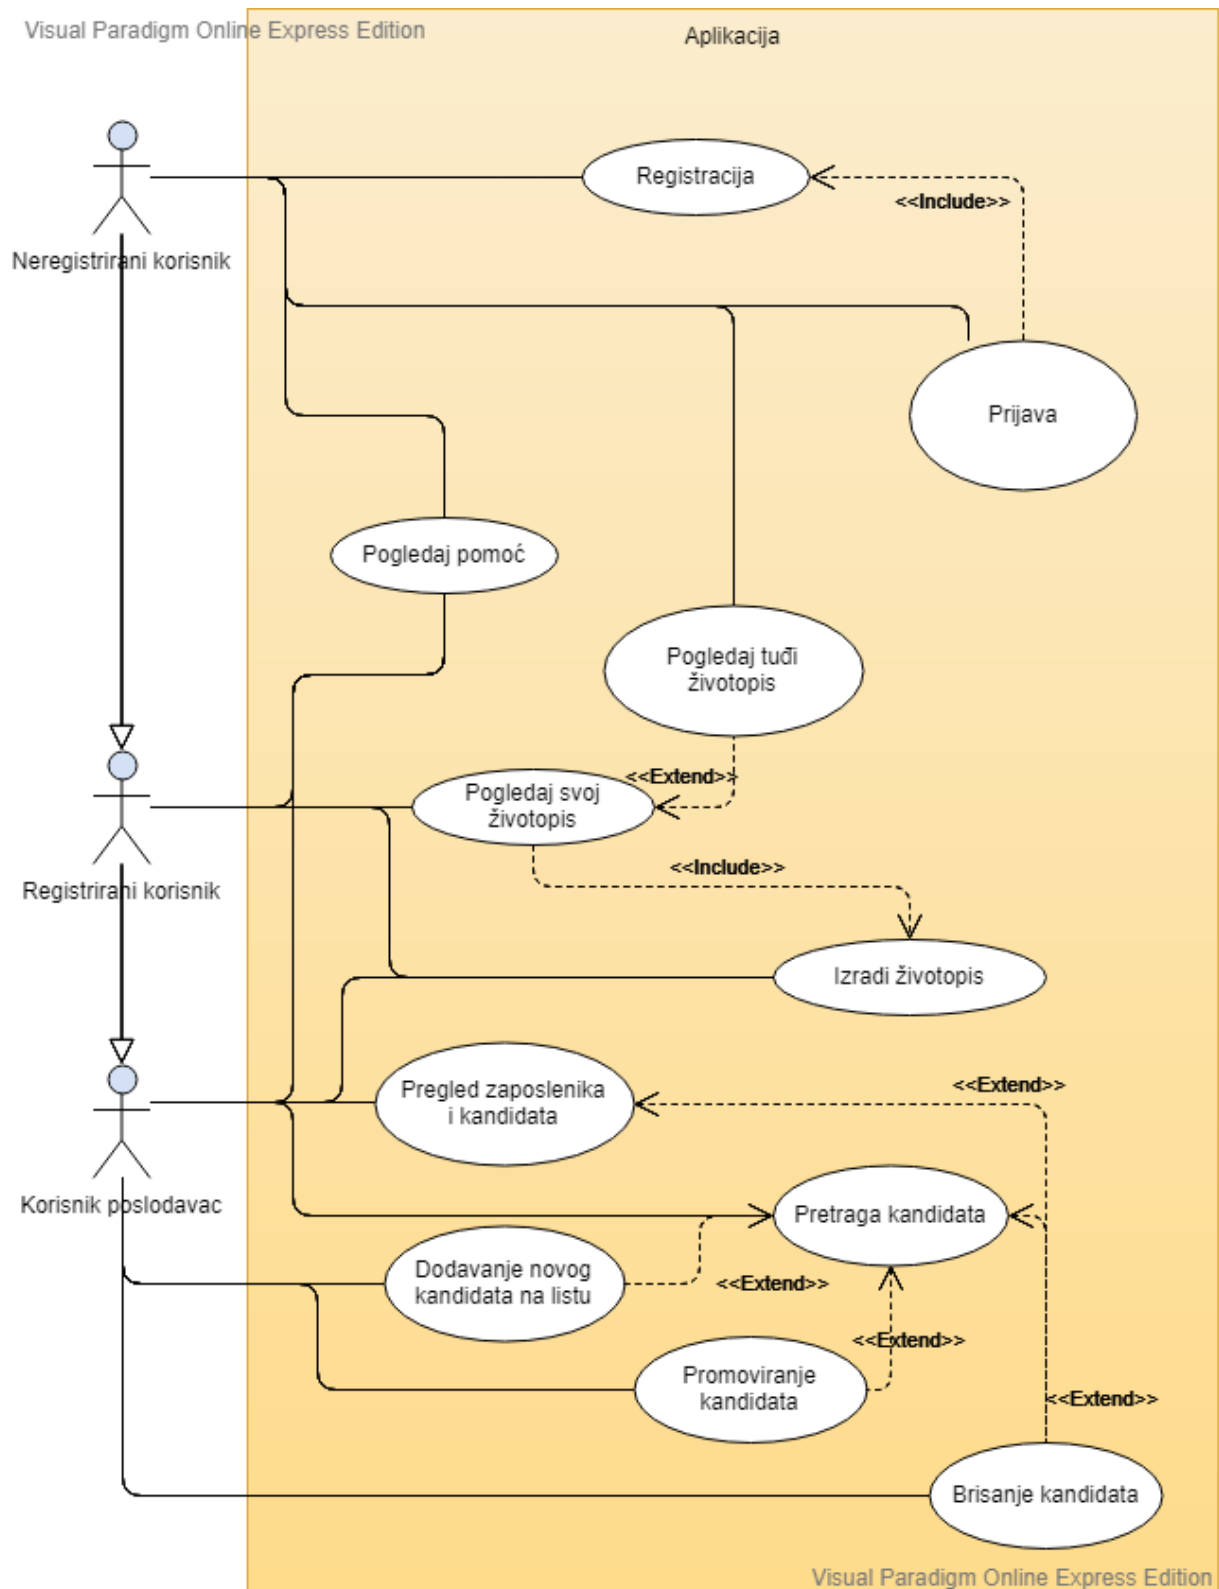 Visual Paradigm Online Express Edition
Aplikacija
Registracija
<<Include>>
Neregistrirani korisnik
Prijava
Pogledaj pomoć
Pogledaj tuđi
životopis
<<Extend>>
Pogledaj svoj
životopis
<<Include>>
Registrirani korisnik
Izradi životopis
Pregled zaposlenika
i kandidata
<<Extend>>
Korisnik poslodavac
Pretraga kandidata
Dodavanje novog
kandidata na listu
<<Extend>>
<<Extend>>
Promoviranje
kandidata
<<Extend>>
Brisanje kandidata
Visual Paradigm Online Express Edition